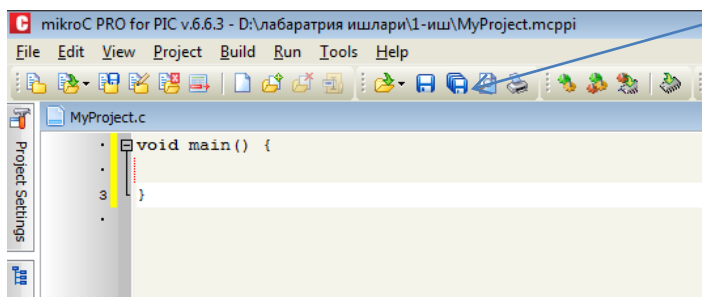 mikroC PRO for PIC v.6.6.3 - D:\лабаратрия ишлари\1-иш\MyProject.mcppi
File Edit View Project Build Run Tools Help
MyProject.c
void main() {
3 }
Project Settings